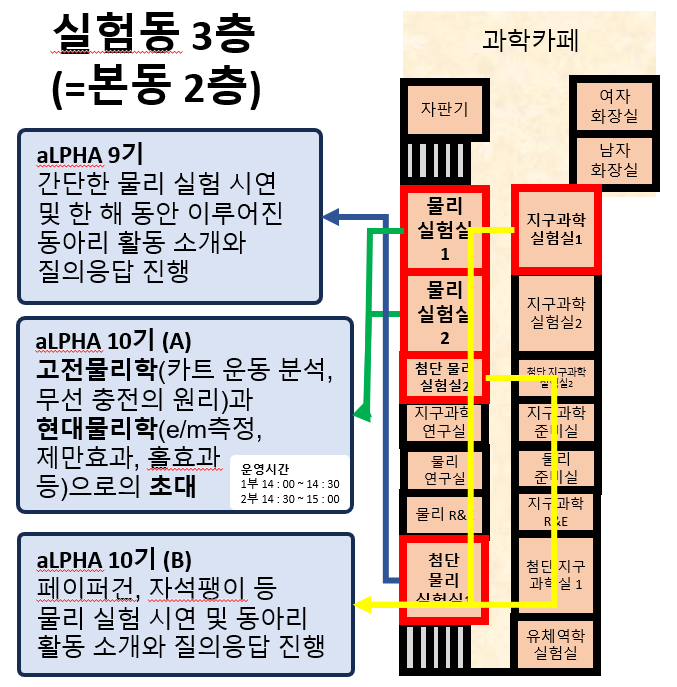 실험동 3층
(=본동 2층)
aLPHA 9기
간단한 물리 실험 시연
및 한 해 동안 이루어진
동아리 활동 소개와
질의응답 진행
aLPHA 10기 (A)
고전물리학(카트 운동 분석,
무선 충전의 원리)과
현대물리학(e/m측정,
제만효과, 홀효과
등)으로의 초대
운영시간
1부 14 : 00 ~ 14 : 30
2부 14 : 30 ~ 15 : 00
aLPHA 10기 (B)
페이퍼건, 자석팽이 등
물리 실험 시연 및 동아리
활동 소개와 질의응답 진행
과학카페
자판기
여자
화장실
남자
화장실
물리
실험실
1
물리
실험실
2
첨단 물리
실험실2
지구과학
연구실
물리
연구실
물리 R&
첨단
물리
실험실1
지구과학
실험실1
지구과학
실험실2
첨단 지구과학
실험실2
지구과학
준비실
물리
준비실
지구과학
R&E
첨단 지구
과학실 1
유체역학
실험실